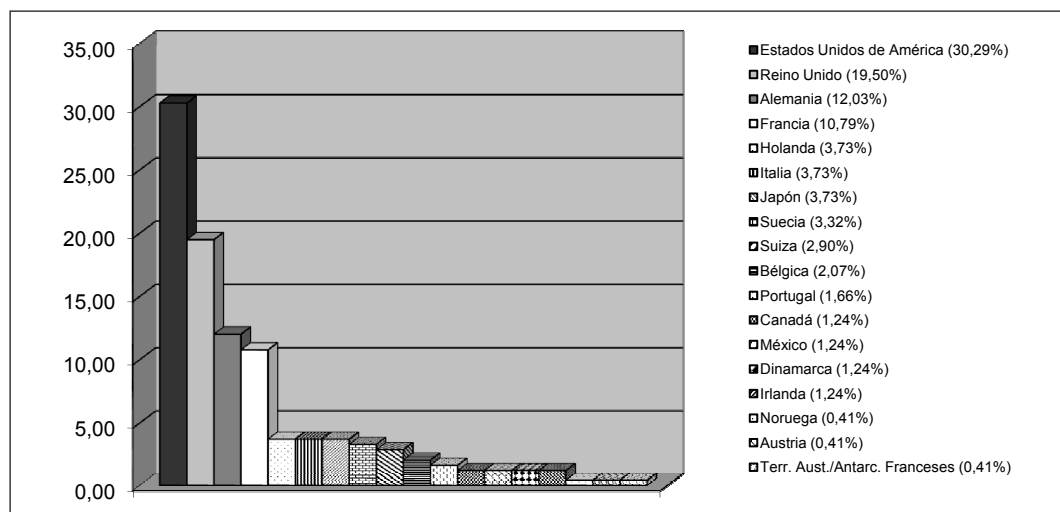 35,00
30,00
25,00
20,00
15,00
10,00
5,00
0,00
Estados Unidos de América (30,29%)
Reino Unido (19,50%)
Alemania (12,03%)
Francia (10,79%)
Holanda (3,73%)
Italia (3,73%)
Japón (3,73%)
Suecia (3,32%)
Suiza (2,90%)
Bélgica (2,07%)
Portugal (1,66%)
Canadá (1,24%)
México (1,24%)
Dinamarca (1,24%)
Irlanda (1,24%)
Noruega (0,41%)
Austria (0,41%)
Terr. Aust./Antarc. Franceses (0,41%)